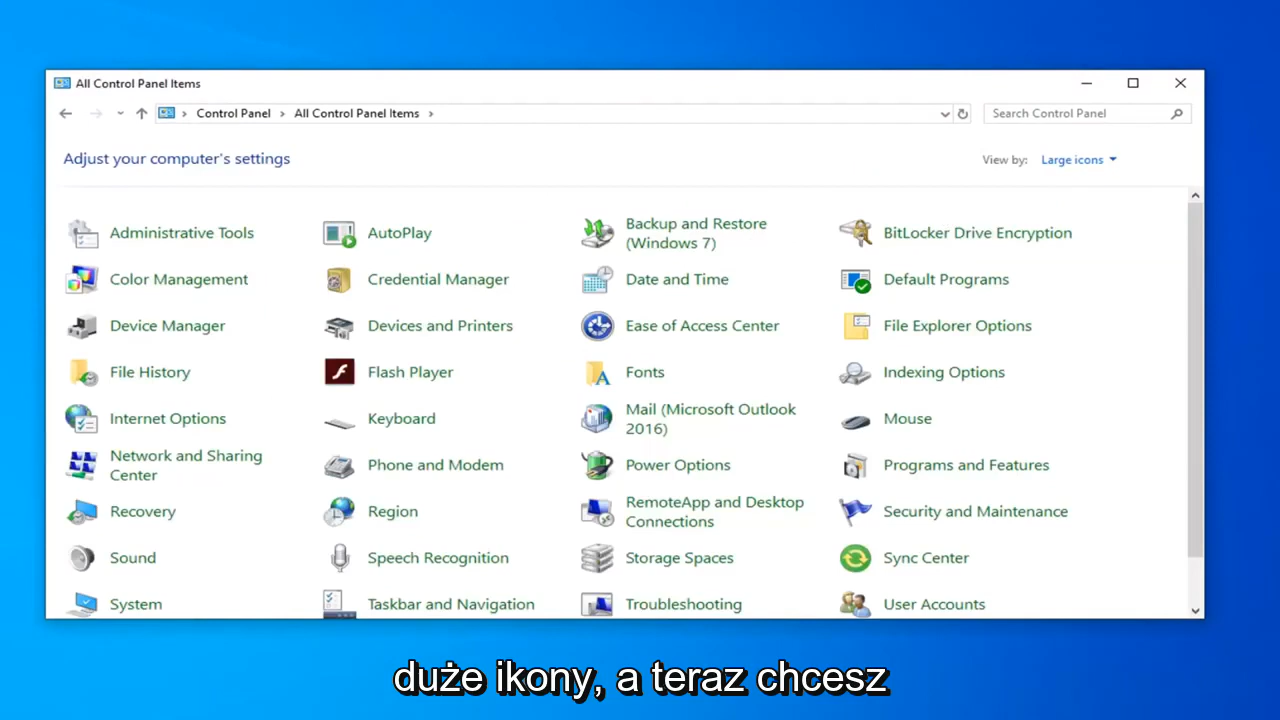 All Control Panel Items
Control Panel > All Control Panel Items >
Search Control Panel
Adjust your computer's settings
View by: Large icons
Administrative Tools
AutoPlay
Backup and Restore
(Windows 7)
BitLocker Drive Encryption
Color Management
Credential Manager
Date and Time
Default Programs
Device Manager
Devices and Printers
Ease of Access Center
File Explorer Options
File History
Flash Player
Fonts
Indexing Options
Internet Options
Keyboard
Mail (Microsoft Outlook
2016)
Mouse
Network and Sharing
Center
Phone and Modem
Power Options
Programs and Features
Recovery
Region
RemoteApp and Desktop
Connections
Security and Maintenance
Sound
Speech Recognition
Storage Spaces
Sync Center
System
Taskbar and Navigation
Troubleshooting
User Accounts
duże ikony, a teraz chcesz